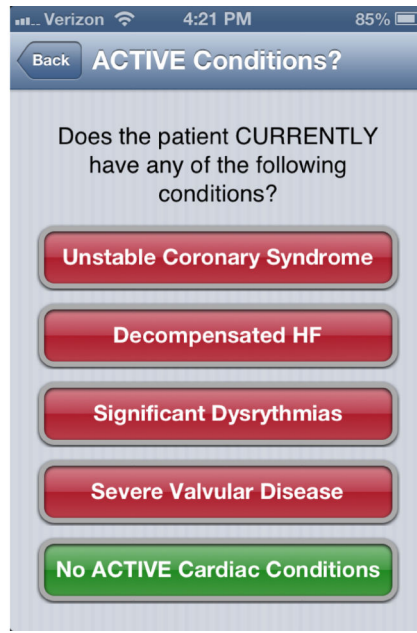 Verizon 4:21 PM 85%
Back ACTIVE Conditions?
Does the patient CURRENTLY
have any of the following
conditions?
Unstable Coronary Syndrome
Decompensated HF
Significant Dysrythmias
Severe Valvular Disease
No ACTIVE Cardiac Conditions